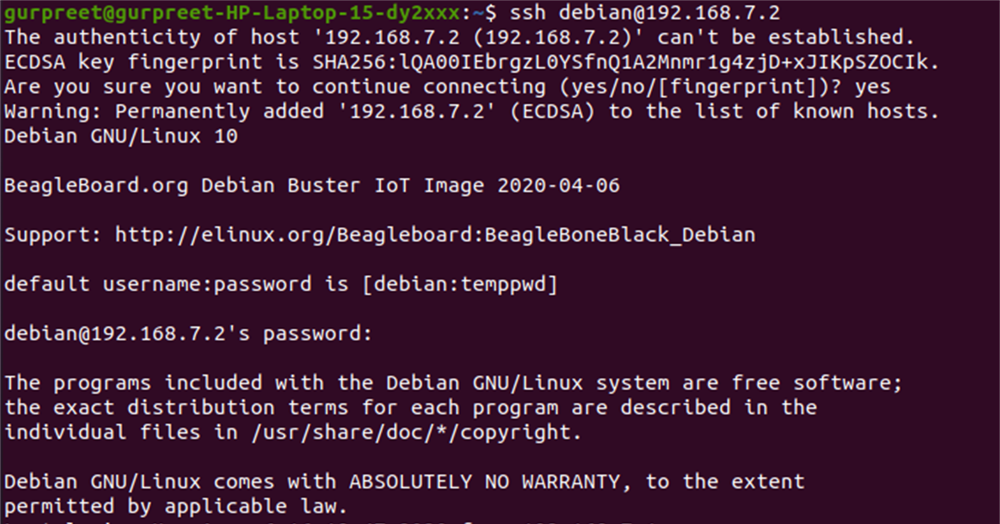 gurpreet@gurpreet-HP-Laptop-15-dy2xxx:~$ ssh debian@192.168.7.2
The authenticity of host '192.168.7.2 (192.168.7.2)' can't be established.
ECDSA key fingerprint is SHA256:lQA00IEbrgzL0YSfnQ1A2Mnmr1g4zjD+xJIKpSZOCIk.
Are you sure you want to continue connecting (yes/no/[fingerprint])? yes
Warning: Permanently added '192.168.7.2' (ECDSA) to the list of known hosts.
Debian GNU/Linux 10
BeagleBoard.org Debian Buster IoT Image 2020-04-06
Support: http://elinux.org/Beagleboard:BeagleBoneBlack_Debian
default username:password is [debian:temppwd]
debian@192.168.7.2's password:
The programs included with the Debian GNU/Linux system are free software;
the exact distribution terms for each program are described in the
individual files in /usr/share/doc/*/copyright.
Debian GNU/Linux comes with ABSOLUTELY NO WARRANTY, to the extent
permitted by applicable law.